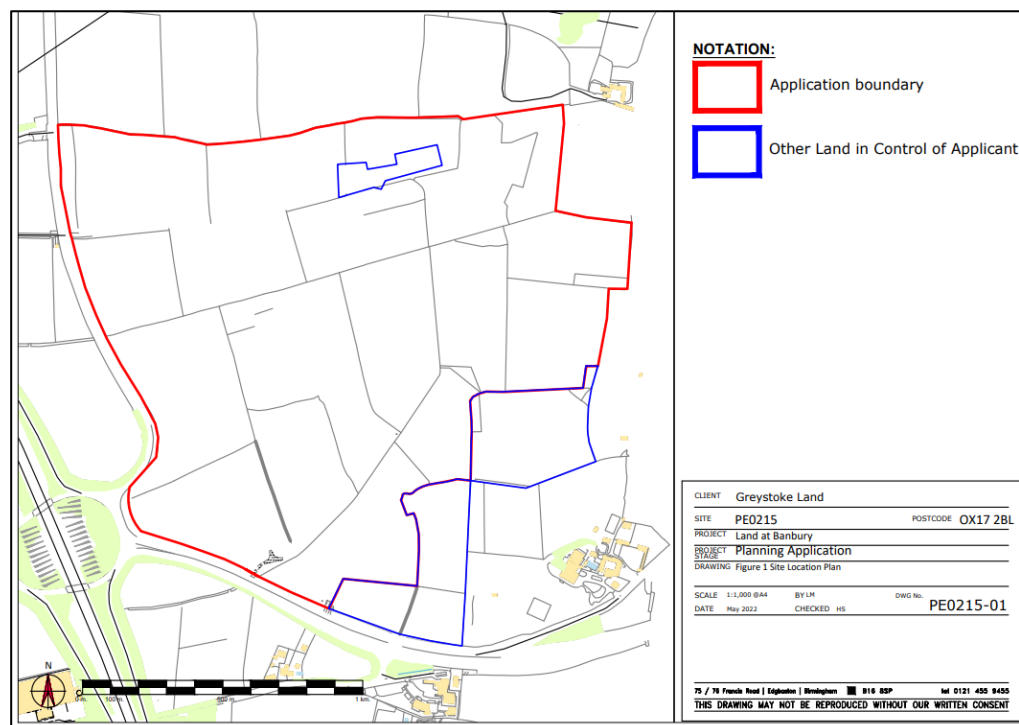 NOTATION:
Application boundary
Other Land in Control of Applicant
CLIENT Greystoke Land
SITE PE0215 POSTCODE OX17 2BL
PROJECT Land at Banbury
PROJECT STAGE Planning Application
DRAWING Figure 1 Site Location Plan
SCALE 1:1,000 @A4 BY LM DWG No.
DATE May 2022 CHECKED HS PE0215-01
N
0 m. 100 m. 500 m. 1 km.
75 / 76 Francis Road | Edgbaston | Birmingham B16 8SP tel 0121 455 9455
THIS DRAWING MAY NOT BE REPRODUCED WITHOUT OUR WRITTEN CONSENT